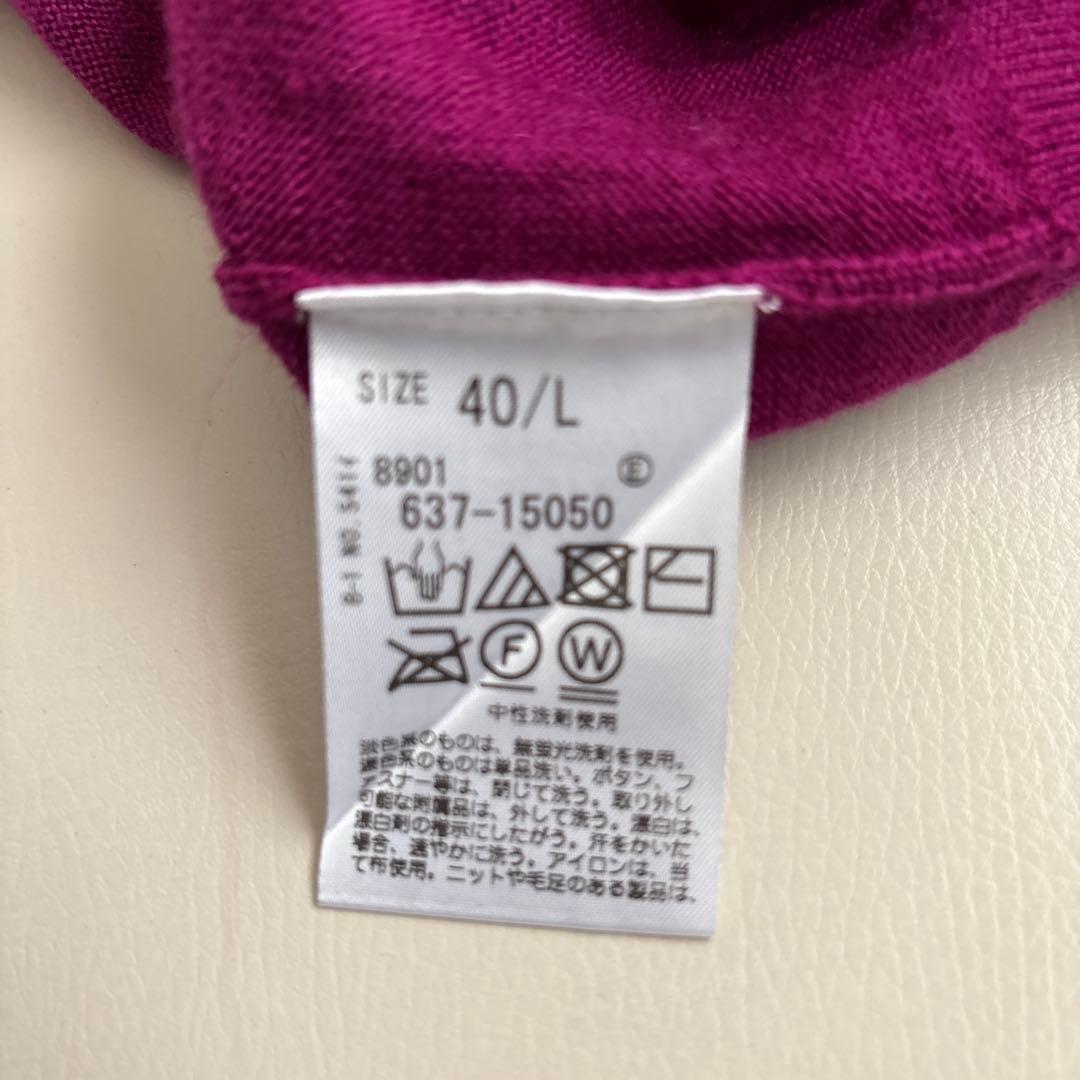 SIZE 40/L
8901 Ⓔ
637-15050
F W
中性洗剤使用
淡色系のものは、無蛍光洗剤を使用。
濃色系のものは単品洗い。ボタン、フ
ァスナー等は、閉じて洗う。取り外し
可能な附属品は、外して洗う。漂白は、
漂白剤の指示にしたがう。汗をかいた
場合、速やかに洗う。アイロンは、当
て布使用。ニットや毛足のある製品は、